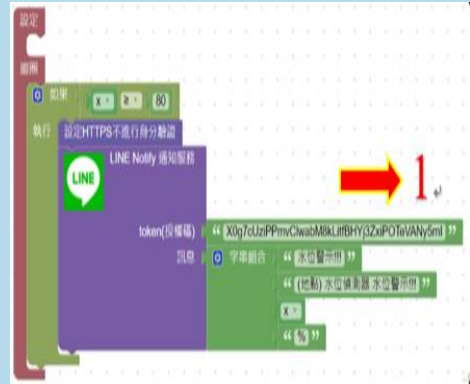 設定
迴圈
如果 x ≥ 80
執行 設定HTTPS不進行身分驗證
LINE Notify 通知服務
LINE
1
token(授權碼) “ X0g7cUziPPmvClwabM8kLitfBHYj3ZxiPOTeVANy5ml ”
訊息 字串組合 “ 水位警示!!! ”
“ (地點) 水位偵測器 水位警示!!! ”
x
“ % ”